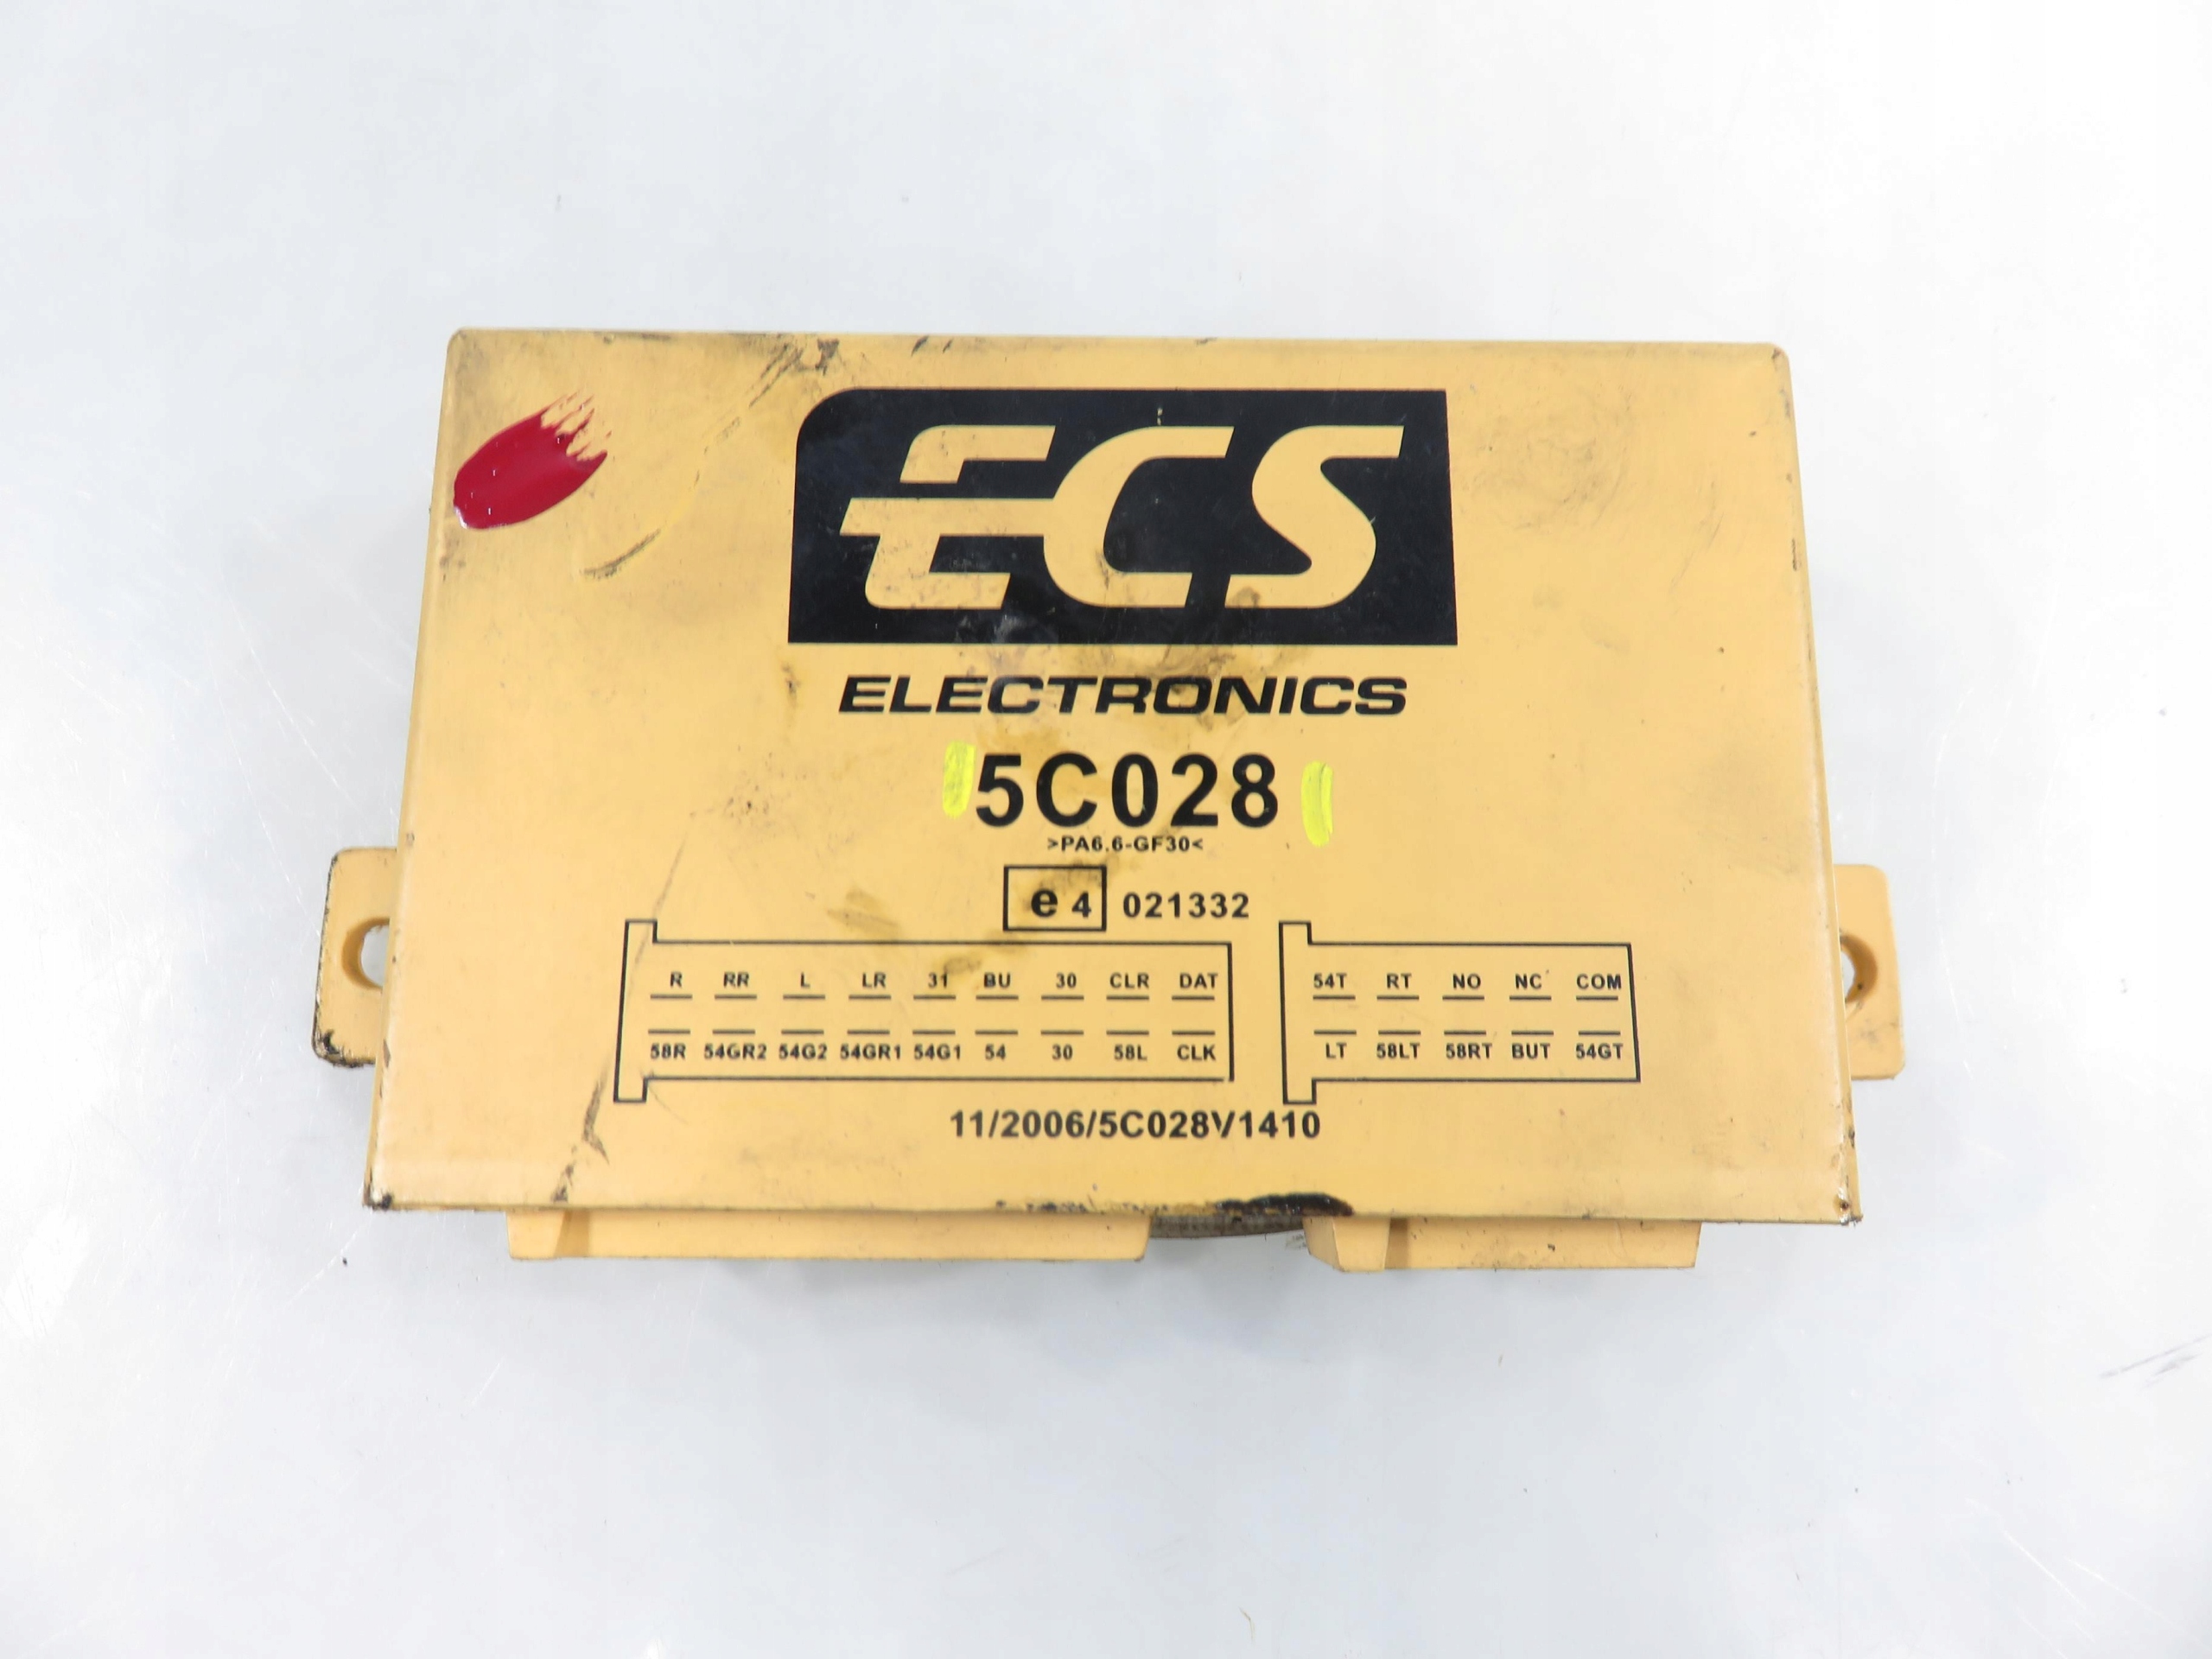 ECS
ELECTRONICS
5C028
>PA6.6-GF30<
e4 021332
R RR L LR 31 BU 30 CLR DAT
58R 54GR2 54G2 54GR1 54G1 54 30 58L CLK
54T RT NO NC COM
LT 58LT 58RT BUT 54GT
11/2006/5C028V1410